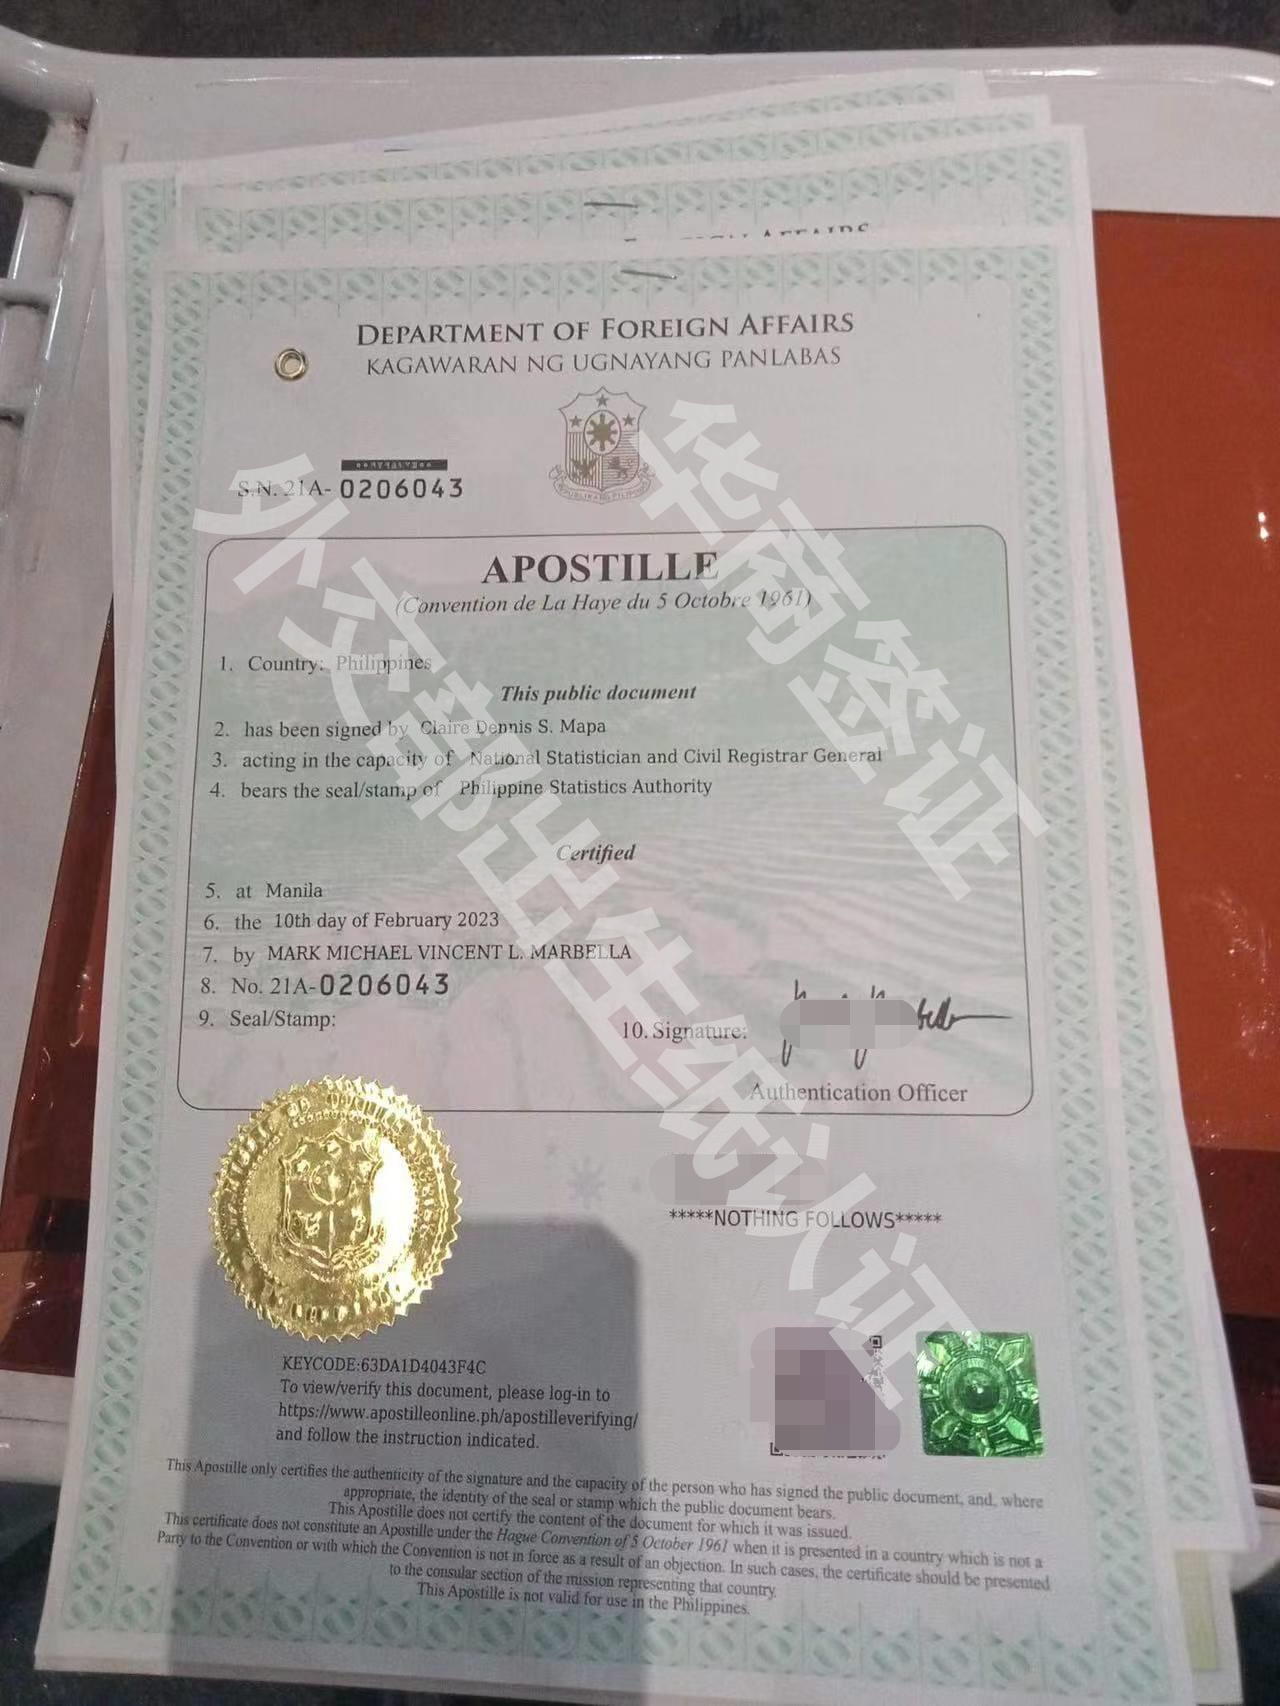 DEPARTMENT OF FOREIGN AFFAIRS
KAGAWARAN NG UGNAYANG PANLABAS
S.N. 21A-0206043
APOSTILLE
(Convention de La Haye du 5 Octobre 1961)
1. Country: Philippines
This public document
2. has been signed by Claire Dennis S. Mapa
3. acting in the capacity of National Statistician and Civil Registrar General
4. bears the seal/stamp of Philippine Statistics Authority
Certified
5. at Manila
6. the 10th day of February 2023
7. by MARK MICHAEL VINCENT L. MARBELLA
8. No. 21A-0206043
9. Seal/Stamp:
10. Signature:
Authentication Officer
*****NOTHING FOLLOWS*****
KEYCODE:63DA1D4043F4C
To view/verify this document, please log-in to
https://www.apostilleonline.ph/apostilleverifying/
and follow the instruction indicated.
This Apostille only certifies the authenticity of the signature and the capacity of the person who has signed the public document, and, where
appropriate, the identity of the seal or stamp which the public document bears.
This Apostille does not certify the content of the document for which it was issued.
This certificate does not constitute an Apostille under the Hague Convention of 5 October 1961 when it is presented in a country which is not a
Party to the Convention or with which the Convention is not in force as a result of an objection. In such cases, the certificate should be presented
to the consular section of the mission representing that country.
This Apostille is not valid for use in the Philippines.
华商签证
外交部出生纸认证